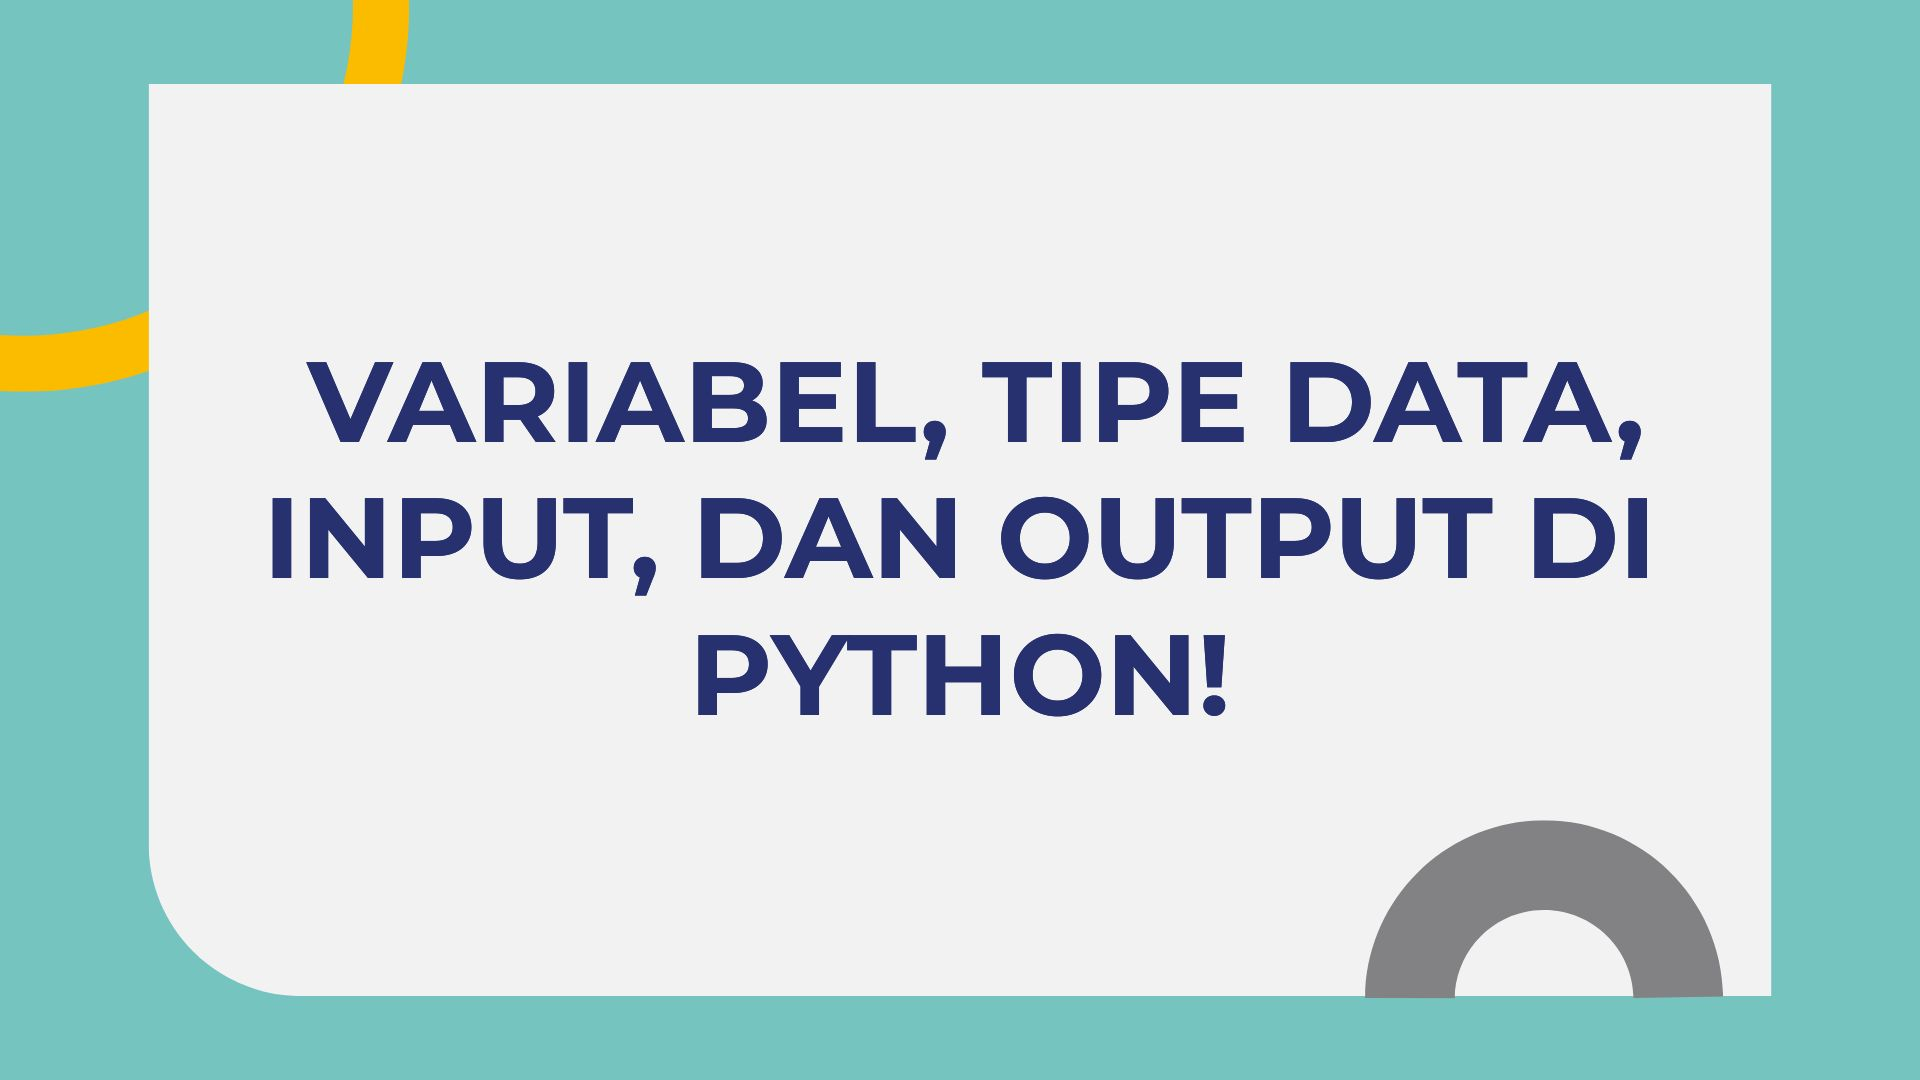 VARIABEL, TIPE DATA,
INPUT, DAN OUTPUT DI
PYTHON!